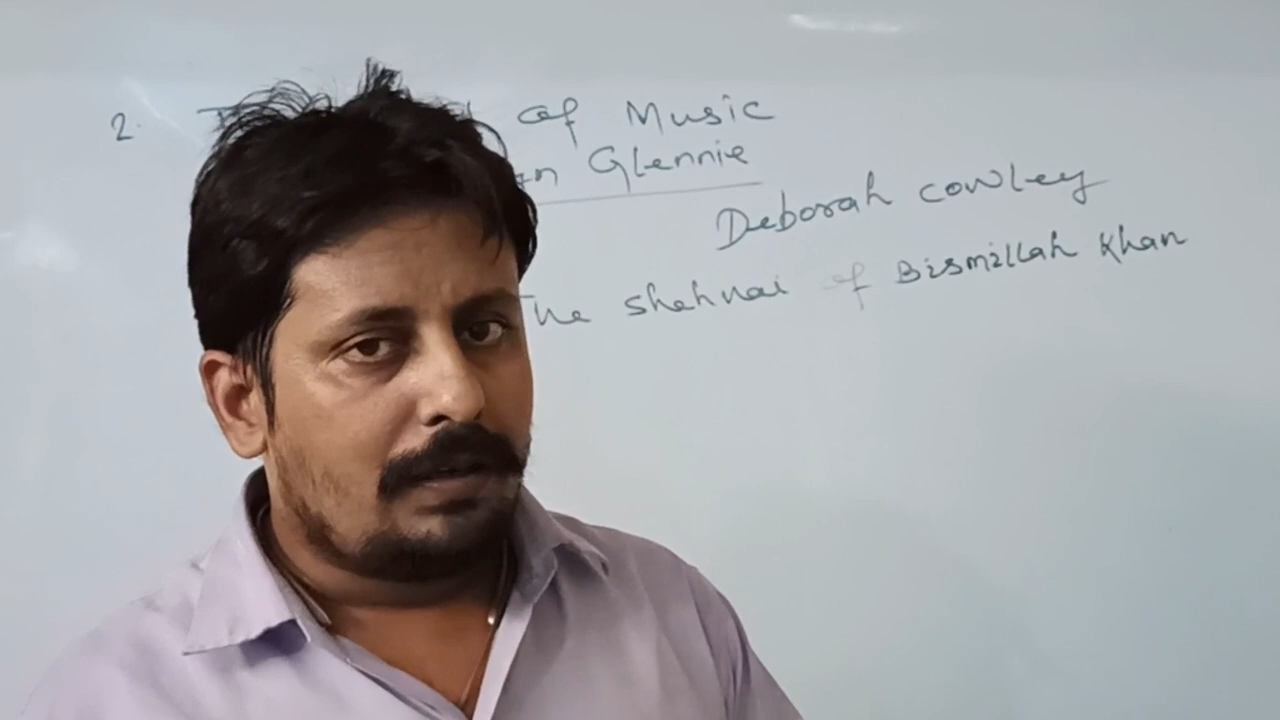 2. of Music
Glennie
Deborah Cowley
The Shehnai of Bismillah Khan